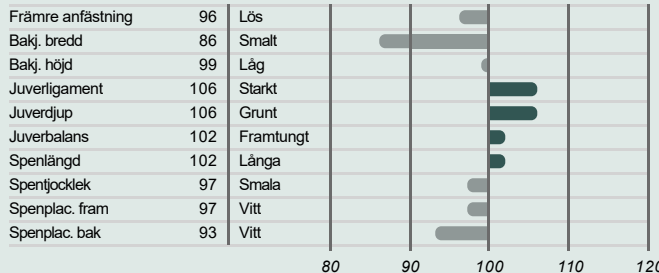 Främre anfästning 96 Lös
Bakj. bredd 86 Smalt
Bakj. höjd 99 Låg
Juverligament 106 Starkt
Juverdjup 106 Grunt
Juverbalans 102 Framtungt
Spenlängd 102 Långa
Spentjocklek 97 Smala
Spenplac. fram 97 Vitt
Spenplac. bak 93 Vitt
80 90 100 110 120